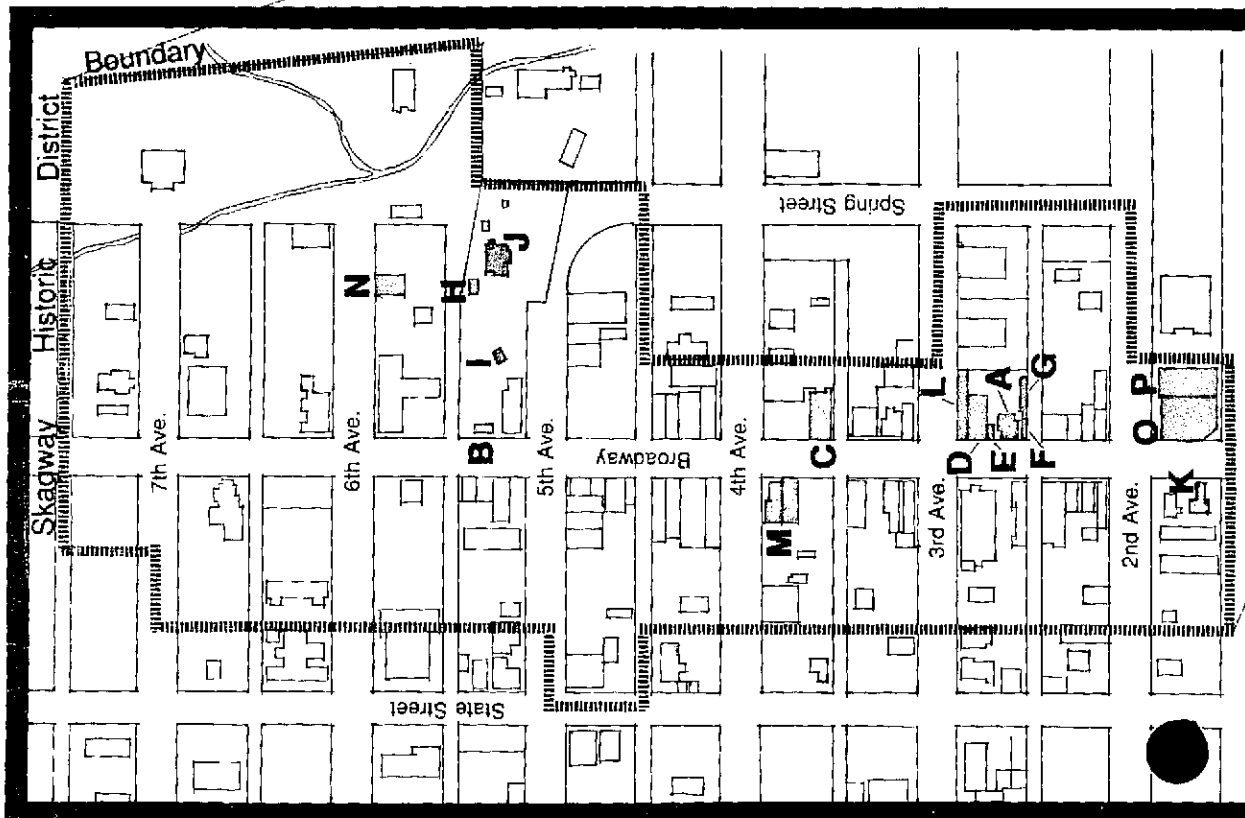 Skagway Historic District
Boundary
7th Ave.
6th Ave.
5th Ave.
4th Ave.
3rd Ave.
2nd Ave.
Broadway
Spring Street
State Street
N
H
J
I
B
L
A
G
C
D
E
F
O
P
M
K